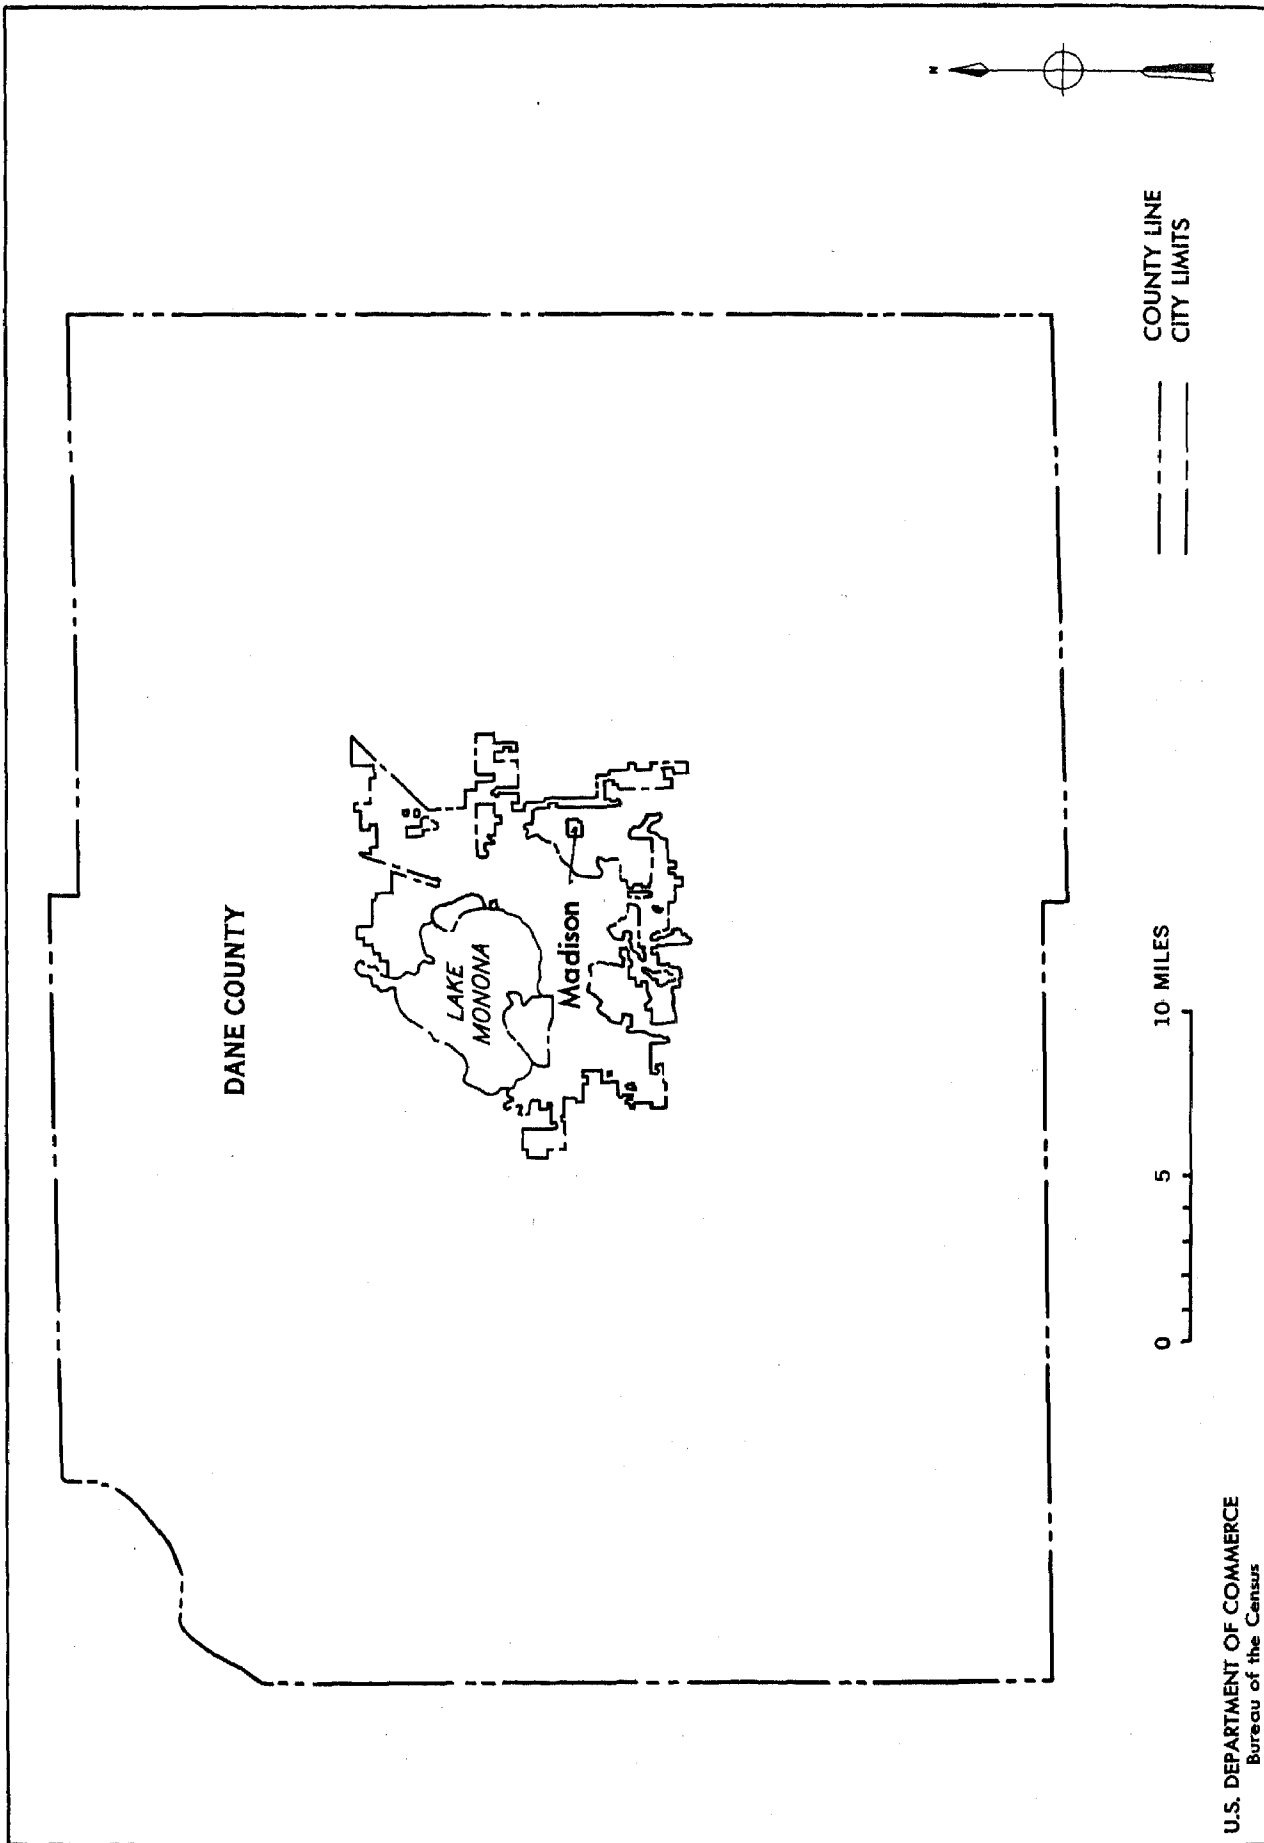 N
DANE COUNTY
LAKE
MONONA
Madison
0 5 10 MILES
COUNTY LINE
CITY LIMITS
U.S. DEPARTMENT OF COMMERCE
Bureau of the Census